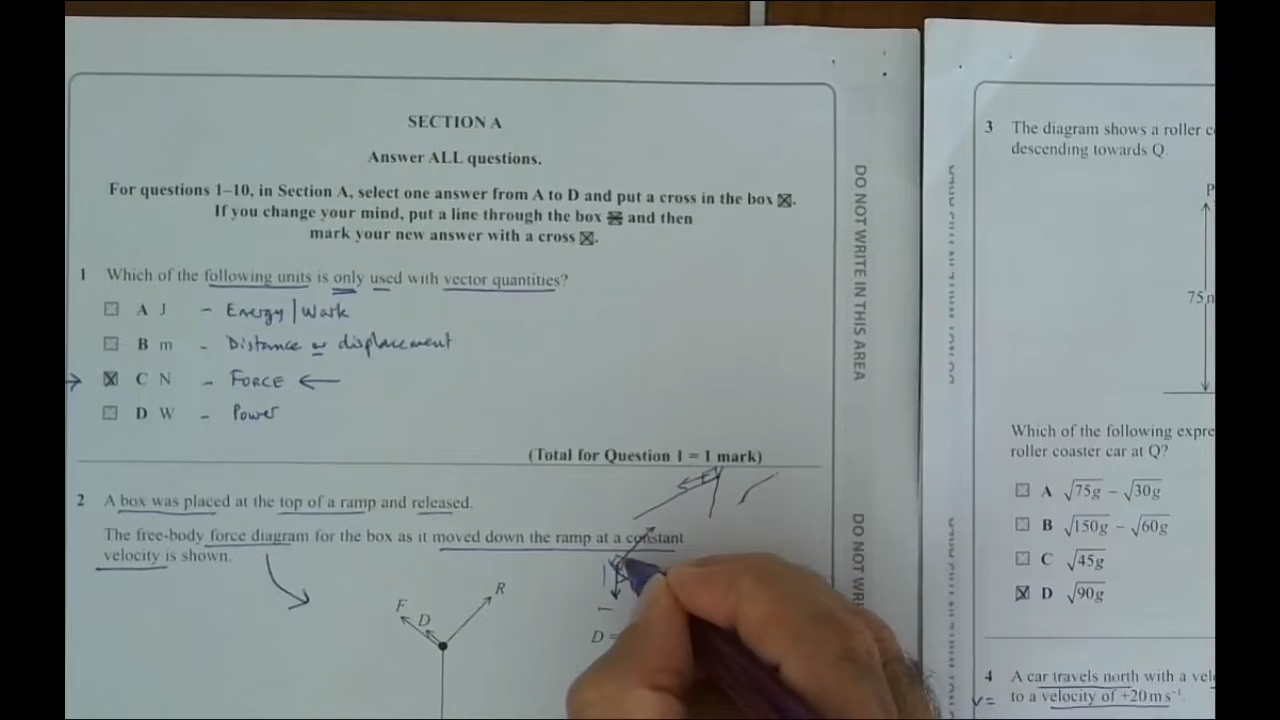 SECTION A
Answer ALL questions.
For questions 1–10, in Section A, select one answer from A to D and put a cross in the box ☒.
If you change your mind, put a line through the box and then
mark your new answer with a cross ☒.
1 Which of the following units is only used with vector quantities?
A J – Energy | Work
B m – Distance or displacement
C N – FORCE ←
D W – Power
(Total for Question 1 = 1 mark)
2 A box was placed at the top of a ramp and released.
The free-body force diagram for the box as it moved down the ramp at a constant
velocity is shown.
F
D
R
D =
DO NOT WRITE IN THIS AREA
DO NOT WR
3 The diagram shows a roller c
descending towards Q.
P
75 m
Which of the following expre
roller coaster car at Q?
A √75g – √30g
B √150g – √60g
C √45g
D √90g
4 A car travels north with a vel
v = to a velocity of +20 m s⁻¹.